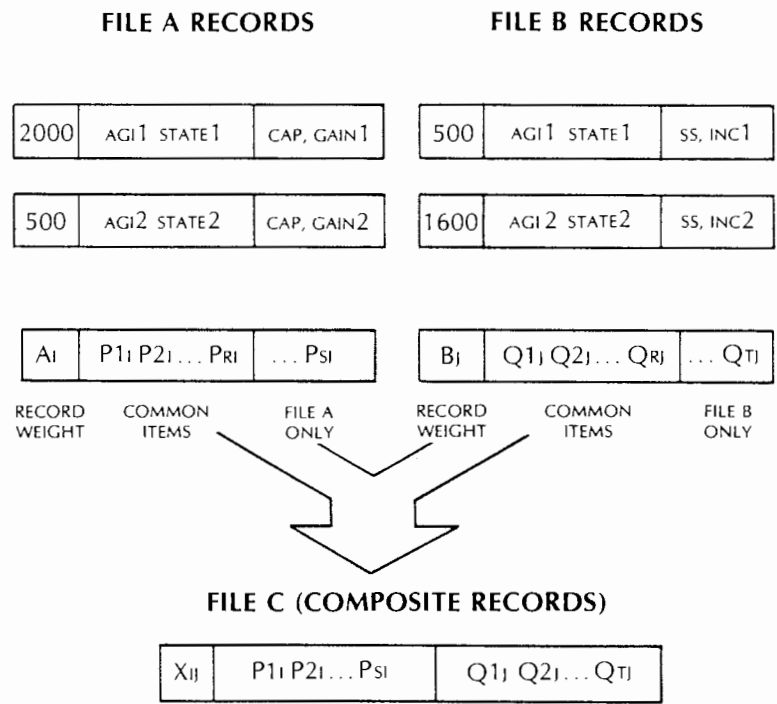 FILE A RECORDS
FILE B RECORDS
2000 AGI1 STATE1 CAP, GAIN1
500 AGI1 STATE1 SS, INC1
500 AGI2 STATE2 CAP, GAIN2
1600 AGI2 STATE2 SS, INC2
AI P1I P2I ... PRI ... PSI
BJ Q1J Q2J ... QRJ ... QTJ
RECORD WEIGHT
COMMON ITEMS
FILE A ONLY
RECORD WEIGHT
COMMON ITEMS
FILE B ONLY
FILE C (COMPOSITE RECORDS)
XIJ P1I P2I ... PSI Q1J Q2J ... QTJ